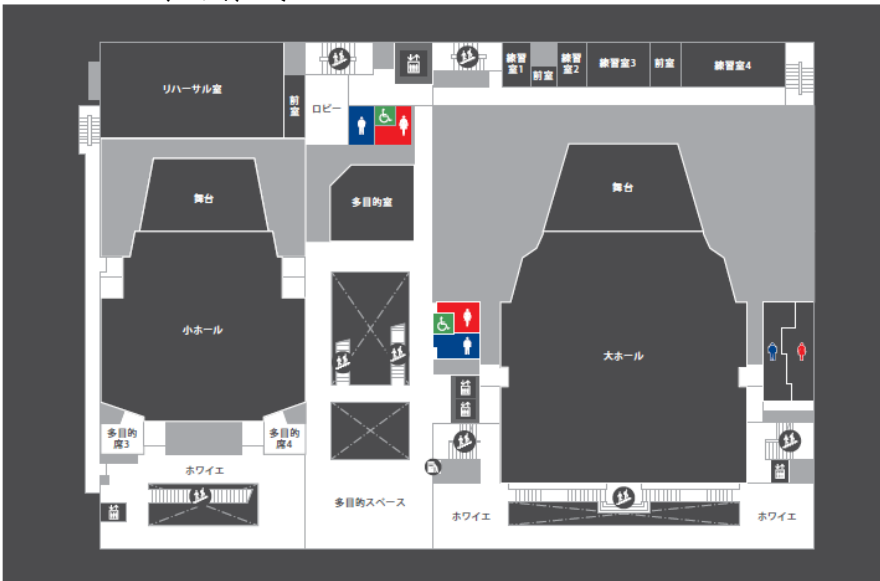 練習
室1
前室
練習
室2
練習室3
前室
練習室4
リハーサル室
前
室
ロビー
舞台
多目的室
舞台
小ホール
大ホール
多目的
席3
多目的
席4
ホワイエ
多目的スペース
ホワイエ
ホワイエ